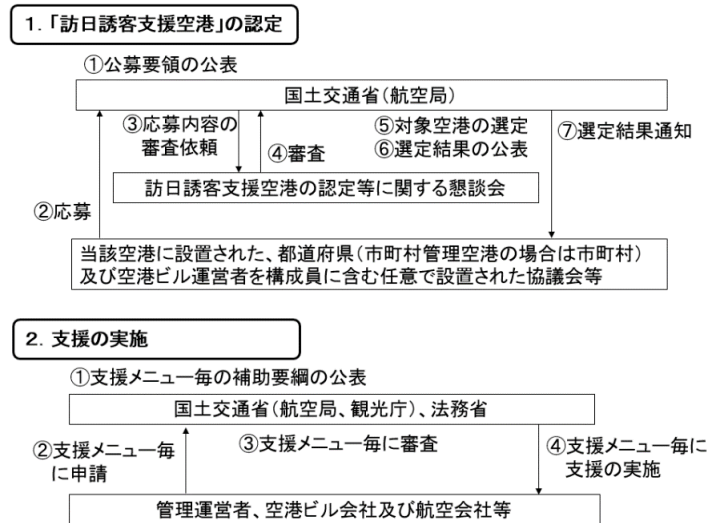 1．「訪日誘客支援空港」の認定
①公募要領の公表
国土交通省（航空局）
③応募内容の
審査依頼
④審査
⑤対象空港の選定
⑥選定結果の公表
⑦選定結果通知
訪日誘客支援空港の認定等に関する懇談会
②応募
当該空港に設置された、都道府県（市町村管理空港の場合は市町村）
及び空港ビル運営者を構成員に含む任意で設置された協議会等
2．支援の実施
①支援メニュー毎の補助要綱の公表
国土交通省（航空局、観光庁）、法務省
②支援メニュー毎
に申請
③支援メニュー毎に審査
④支援メニュー毎に
支援の実施
管理運営者、空港ビル会社及び航空会社等